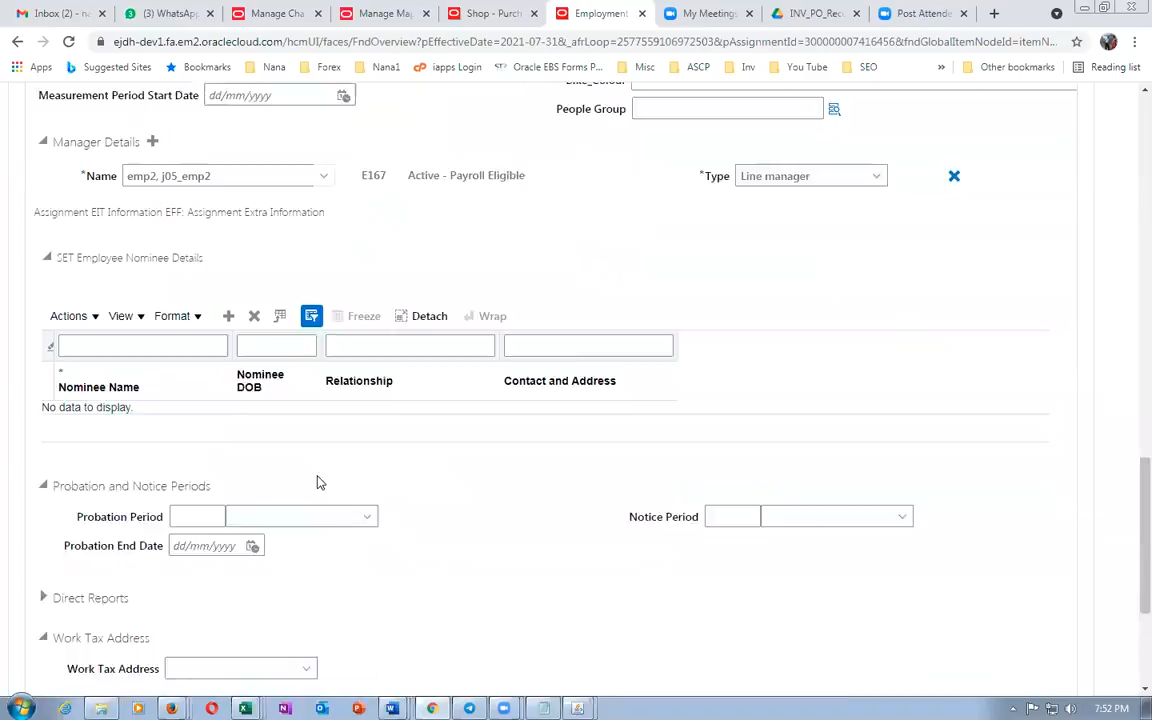 Inbox (2) - n
(3) WhatsApp
Manage Cha
Manage Ma
Shop - Purch
Employment
My Meeting
INV_PO_Rec
Post Attende
ejdh-dev1.fa.em2.oraclecloud.com/hcmUI/faces/FndOverview?pEffectiveDate=2021-07-31&_afrLoop=2577559106972503&pAssignmentId=300000007416456&fndGlobalItemNodeId=itemN...
Apps Suggested Sites Bookmarks Nana Forex Nana1 iapps Login Oracle EBS Forms P... Misc ASCP Inv You Tube SEO » Other bookmarks Reading list
Measurement Period Start Date dd/mm/yyyy
People Group
Manager Details
*Name emp2, j05_emp2 E167 Active - Payroll Eligible *Type Line manager
Assignment EIT Information EFF: Assignment Extra Information
SET Employee Nominee Details
Actions View Format Freeze Detach Wrap
* Nominee Name Nominee DOB Relationship Contact and Address
No data to display.
Probation and Notice Periods
Probation Period Notice Period
Probation End Date dd/mm/yyyy
Direct Reports
Work Tax Address
Work Tax Address
7:52 PM